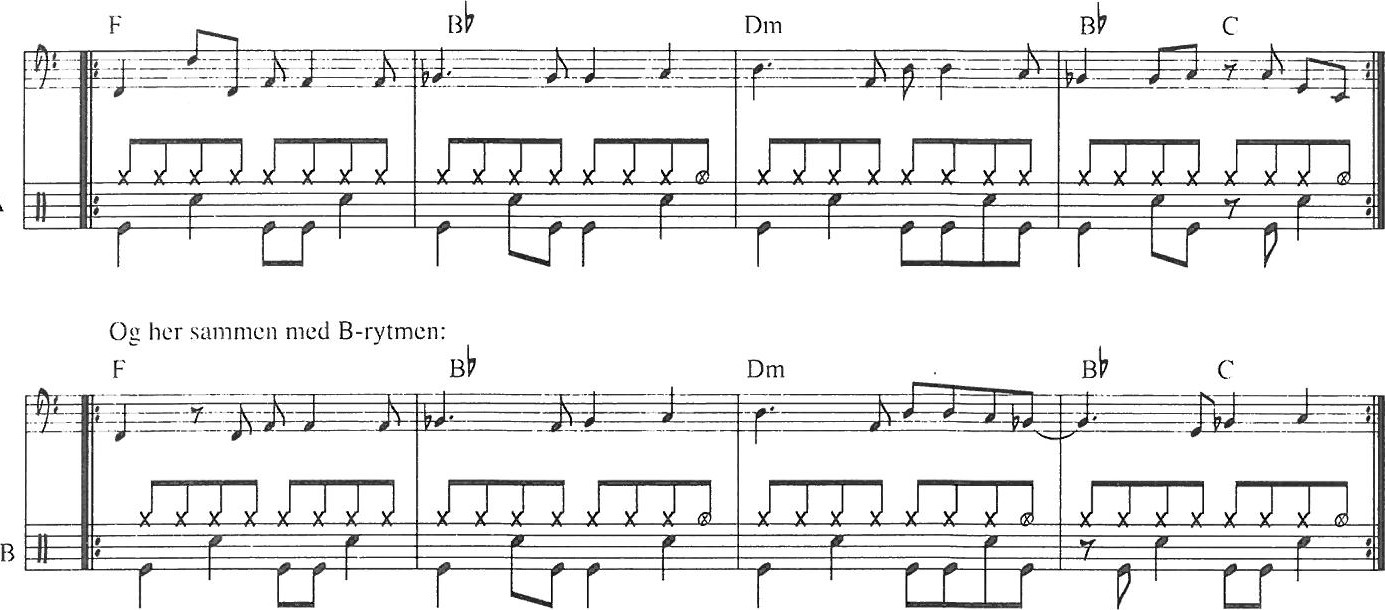 F B♭ Dm B♭ C
A
Og her sammen med B-rytmen:
F B♭ Dm B♭ C
B